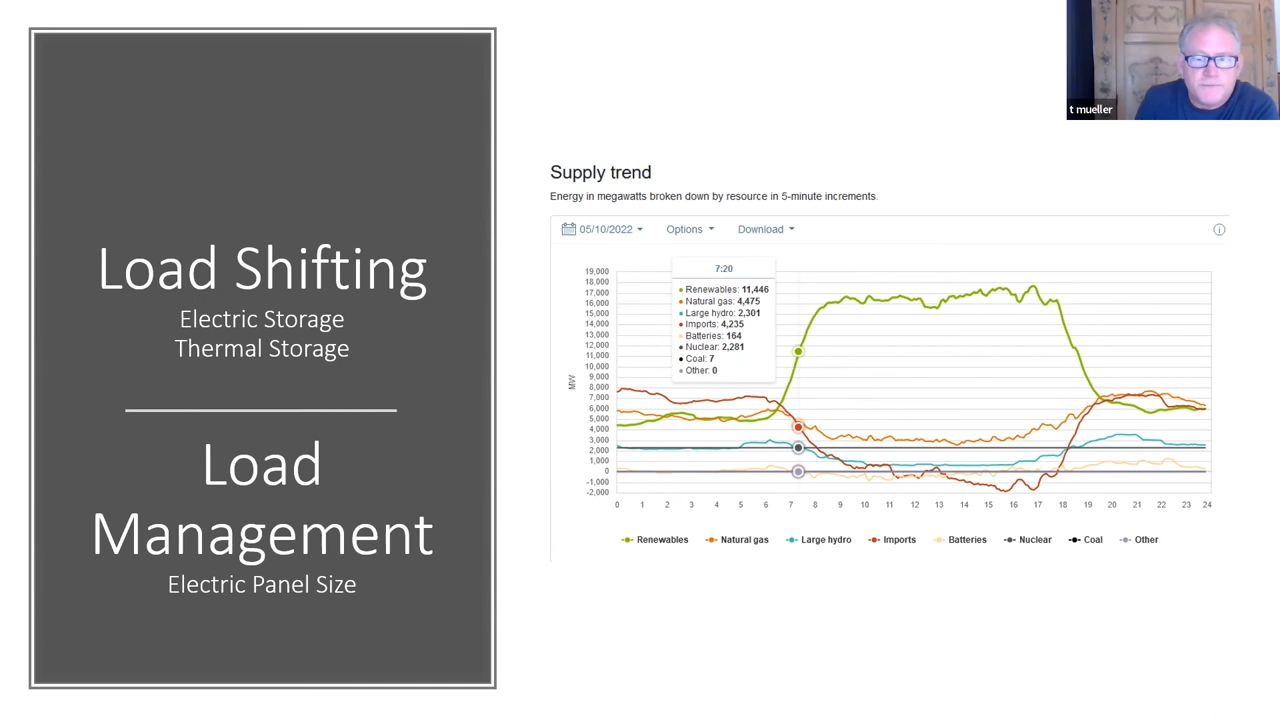 Load Shifting
Electric Storage
Thermal Storage
Load
Management
Electric Panel Size
t mueller
Supply trend
Energy in megawatts broken down by resource in 5-minute increments.
05/10/2022 Options Download
7:20
Renewables: 11,446
Natural gas: 4,475
Large hydro: 2,301
Imports: 4,235
Batteries: 164
Nuclear: 2,281
Coal: 7
Other: 0
MW
19,000
18,000
17,000
16,000
15,000
14,000
13,000
12,000
11,000
10,000
9,000
8,000
7,000
6,000
5,000
4,000
3,000
2,000
1,000
0
-1,000
-2,000
0 1 2 3 4 5 6 7 8 9 10 11 12 13 14 15 16 17 18 19 20 21 22 23 24
Renewables Natural gas Large hydro Imports Batteries Nuclear Coal Other